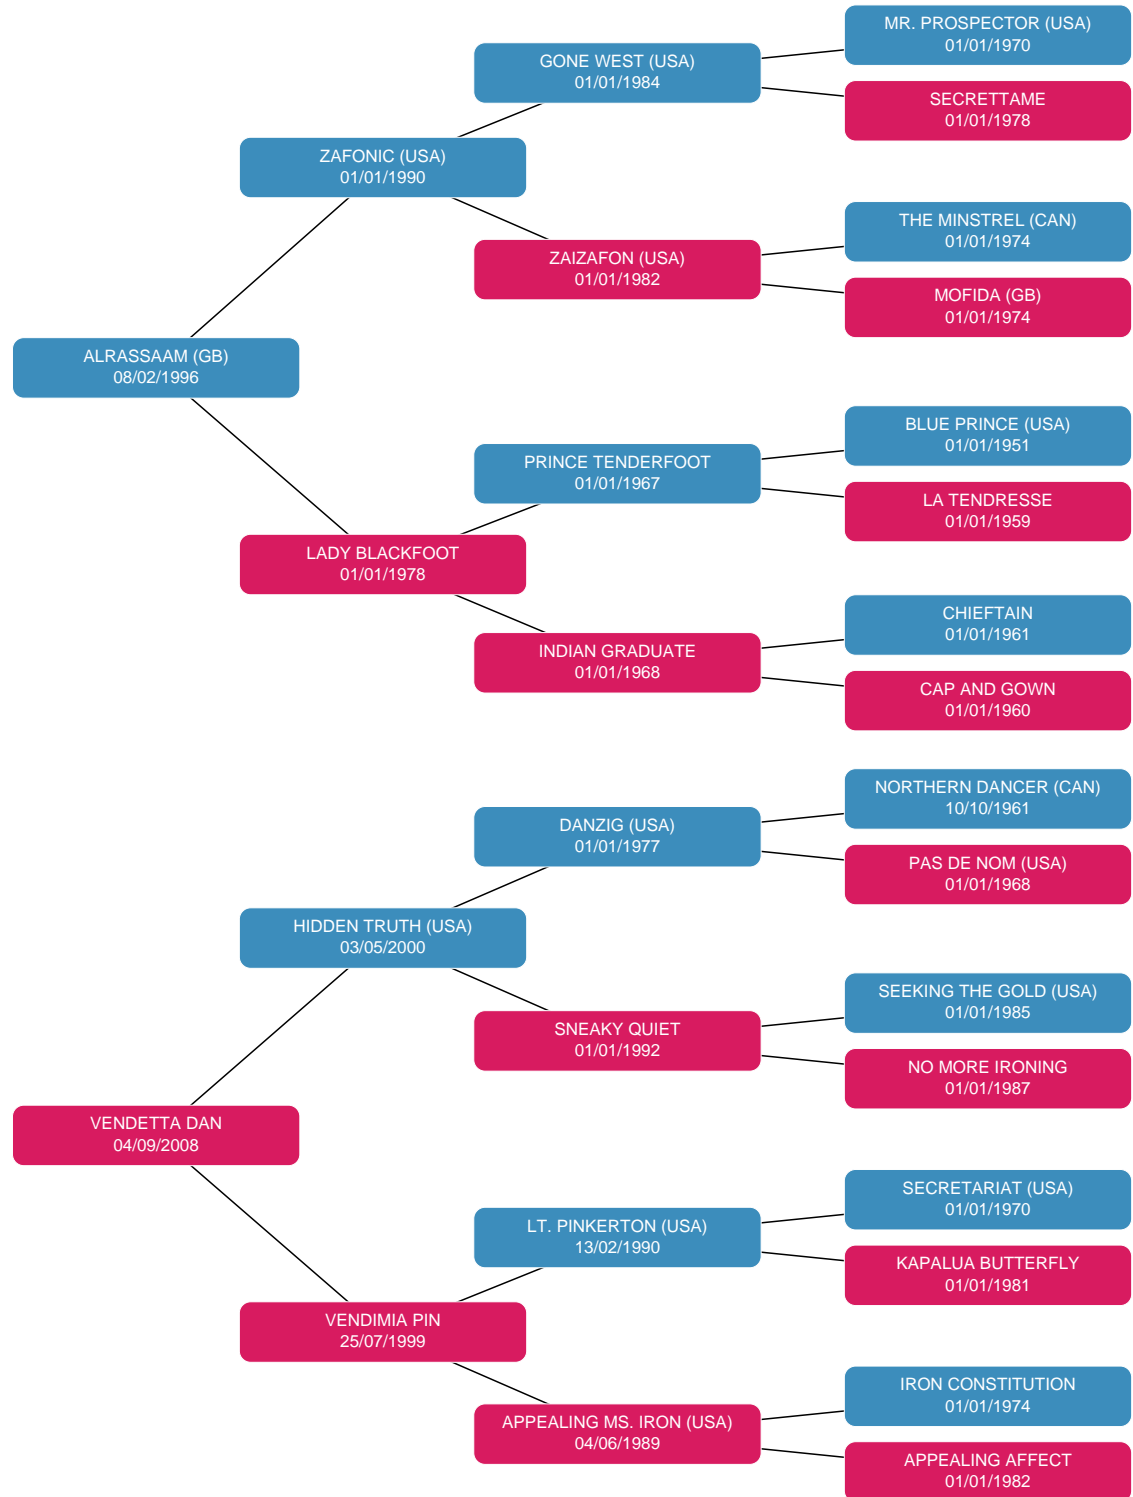 MR. PROSPECTOR (USA)
01/01/1970
GONE WEST (USA)
01/01/1984
SECRETTAME
01/01/1978
ZAFONIC (USA)
01/01/1990
THE MINSTREL (CAN)
01/01/1974
ZAIZAFON (USA)
01/01/1982
MOFIDA (GB)
01/01/1974
ALRASSAAM (GB)
08/02/1996
BLUE PRINCE (USA)
01/01/1951
PRINCE TENDERFOOT
01/01/1967
LA TENDRESSE
01/01/1959
LADY BLACKFOOT
01/01/1978
CHIEFTAIN
01/01/1961
INDIAN GRADUATE
01/01/1968
CAP AND GOWN
01/01/1960
NORTHERN DANCER (CAN)
10/10/1961
DANZIG (USA)
01/01/1977
PAS DE NOM (USA)
01/01/1968
HIDDEN TRUTH (USA)
03/05/2000
SEEKING THE GOLD (USA)
01/01/1985
SNEAKY QUIET
01/01/1992
NO MORE IRONING
01/01/1987
VENDETTA DAN
04/09/2008
SECRETARIAT (USA)
01/01/1970
LT. PINKERTON (USA)
13/02/1990
KAPALUA BUTTERFLY
01/01/1981
VENDIMIA PIN
25/07/1999
IRON CONSTITUTION
01/01/1974
APPEALING MS. IRON (USA)
04/06/1989
APPEALING AFFECT
01/01/1982